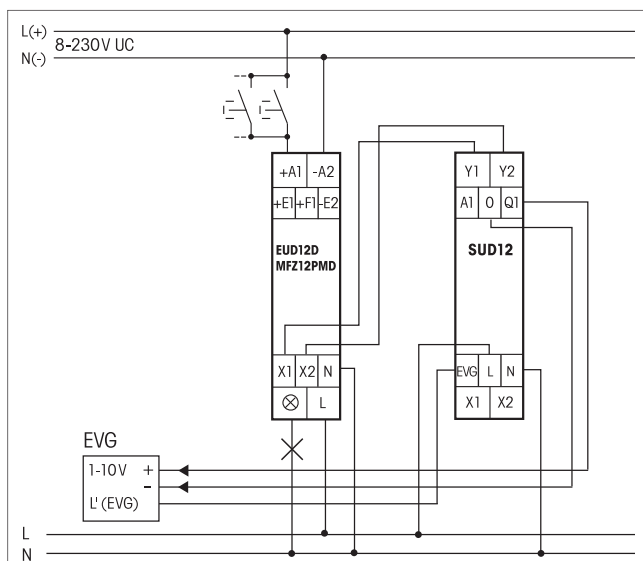 L(+)
8-230V UC
N(-)
+A1 -A2
+E1 +F1 -E2
EUD12D
MFZ12PMD
X1 X2 N
L
Y1 Y2
A1 0 Q1
SUD12
EVG L N
X1 X2
EVG
1-10V +
-
L' (EVG)
L
N